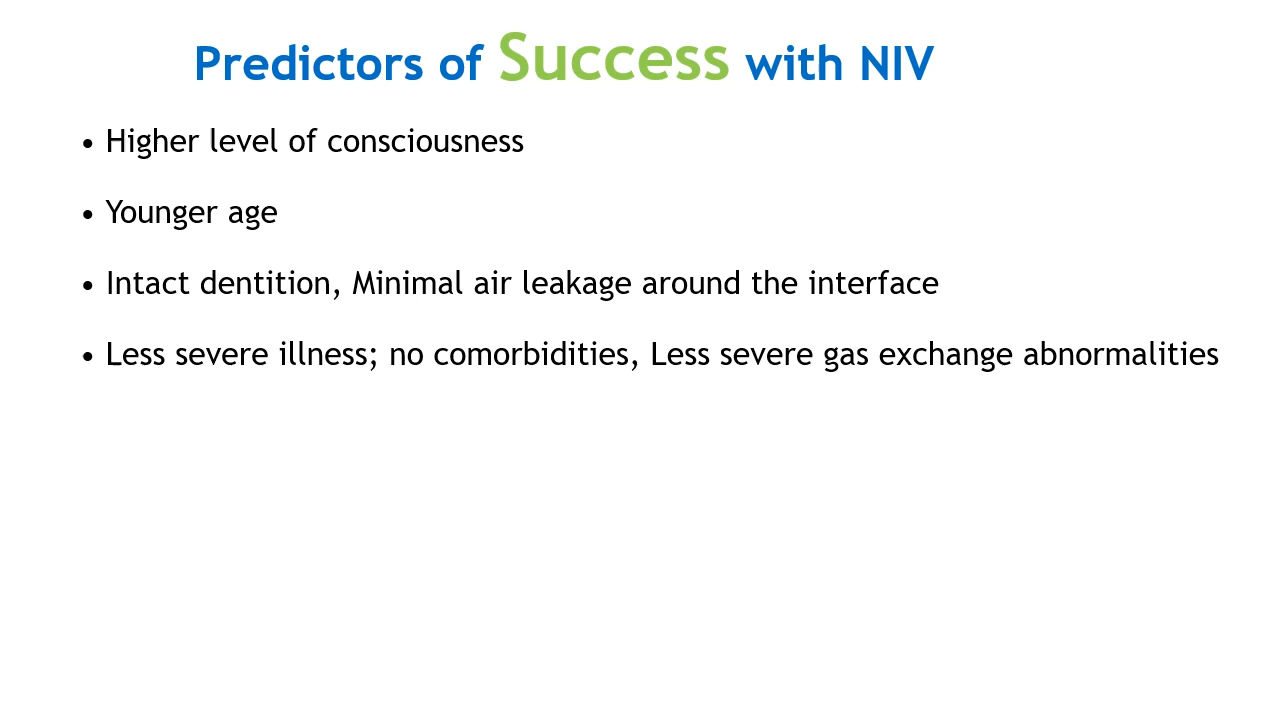 Predictors of Success with NIV
• Higher level of consciousness
• Younger age
• Intact dentition, Minimal air leakage around the interface
• Less severe illness; no comorbidities, Less severe gas exchange abnormalities